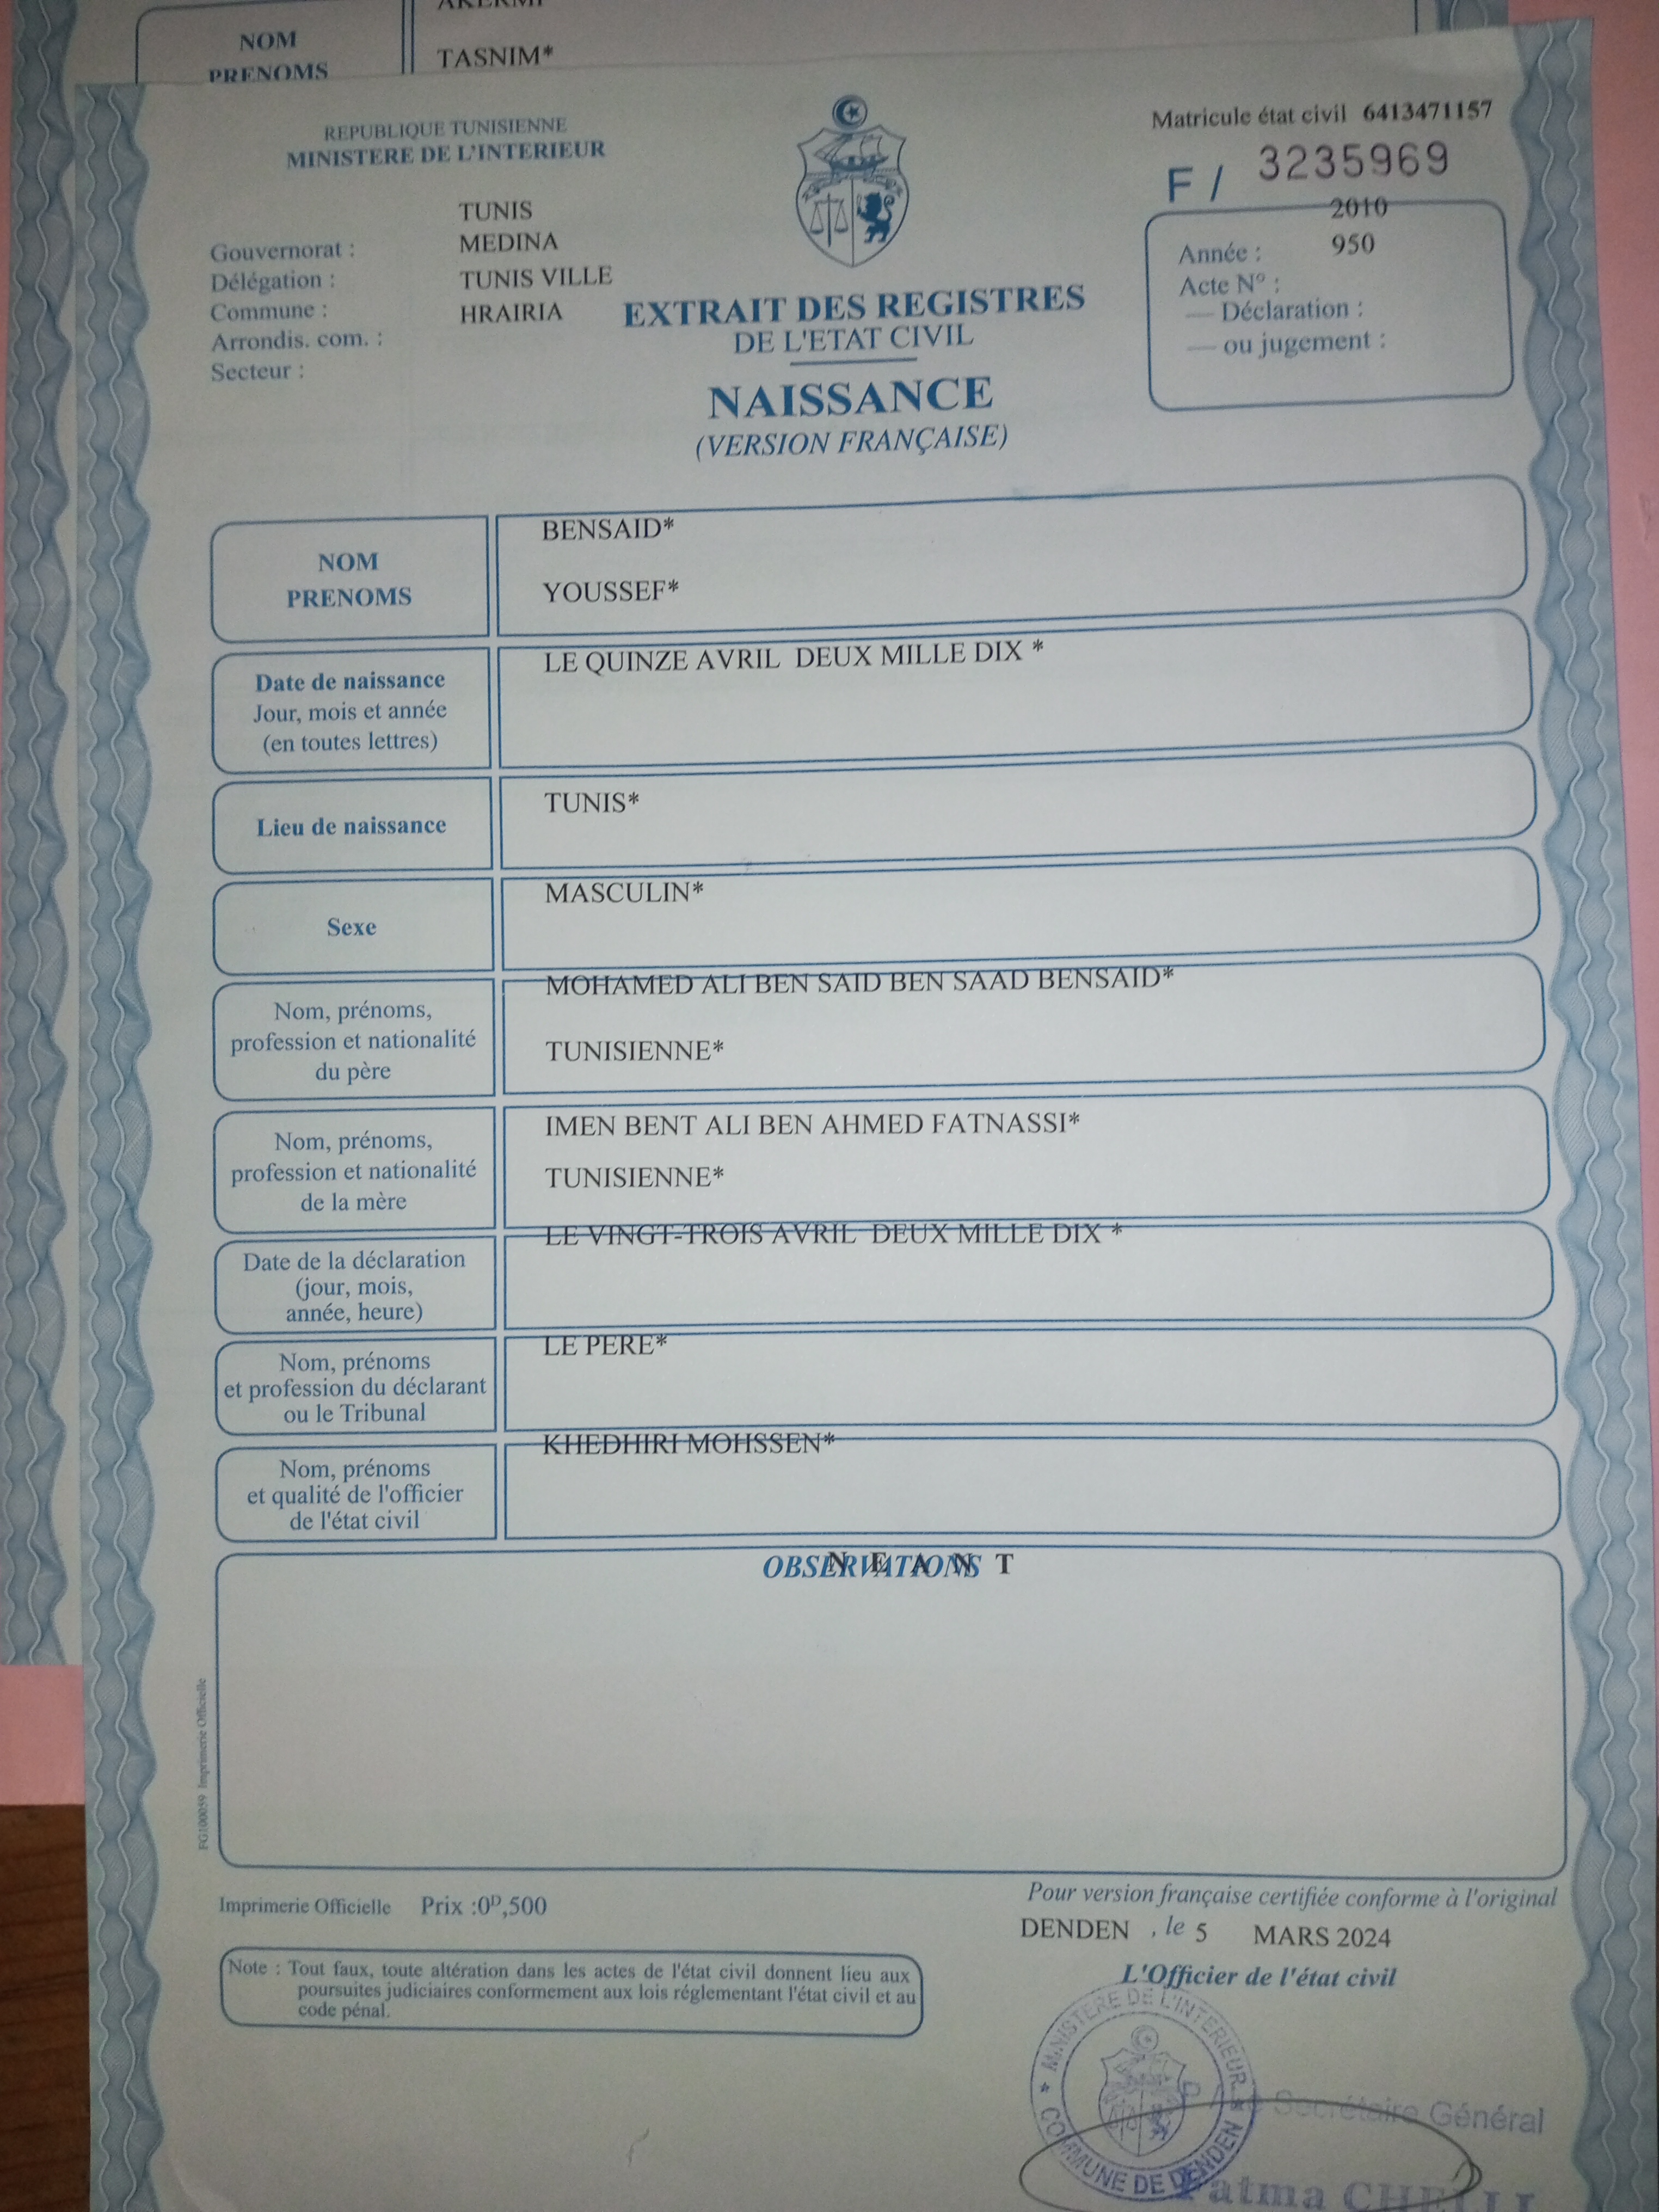 NOM
PRENOMS
TASNIM*
REPUBLIQUE TUNISIENNE
MINISTERE DE L'INTERIEUR
Matricule état civil 6413471157
F / 3235969
Gouvernorat : TUNIS
Délégation : MEDINA
Commune : TUNIS VILLE
Arrondis. com. : HRAIRIA
Secteur :
2010
Année : 950
Acte N° :
— Déclaration :
— ou jugement :
EXTRAIT DES REGISTRES
DE L'ETAT CIVIL
NAISSANCE
(VERSION FRANÇAISE)
NOM
PRENOMS
BENSAID*
YOUSSEF*
Date de naissance
Jour, mois et année
(en toutes lettres)
LE QUINZE AVRIL DEUX MILLE DIX *
Lieu de naissance
TUNIS*
Sexe
MASCULIN*
Nom, prénoms,
profession et nationalité
du père
MOHAMED ALI BEN SAID BEN SAAD BENSAID*
TUNISIENNE*
Nom, prénoms,
profession et nationalité
de la mère
IMEN BENT ALI BEN AHMED FATNASSI*
TUNISIENNE*
Date de la déclaration
(jour, mois,
année, heure)
LE VINGT-TROIS AVRIL DEUX MILLE DIX *
Nom, prénoms
et profession du déclarant
ou le Tribunal
LE PERE*
Nom, prénoms
et qualité de l'officier
de l'état civil
KHEDHIRI MOHSSEN*
OBSERVATIONS
N E A N T
FG100059 Imprimerie Officielle
Imprimerie Officielle Prix :0ᴰ,500
Note : Tout faux, toute altération dans les actes de l'état civil donnent lieu aux
poursuites judiciaires conformement aux lois réglementant l'état civil et au
code pénal.
Pour version française certifiée conforme à l'original
DENDEN , le 5 MARS 2024
L'Officier de l'état civil
* MINISTERE DE L'INTERIEUR *
COMMUNE DE DENDEN
Secrétaire Général
Fatma